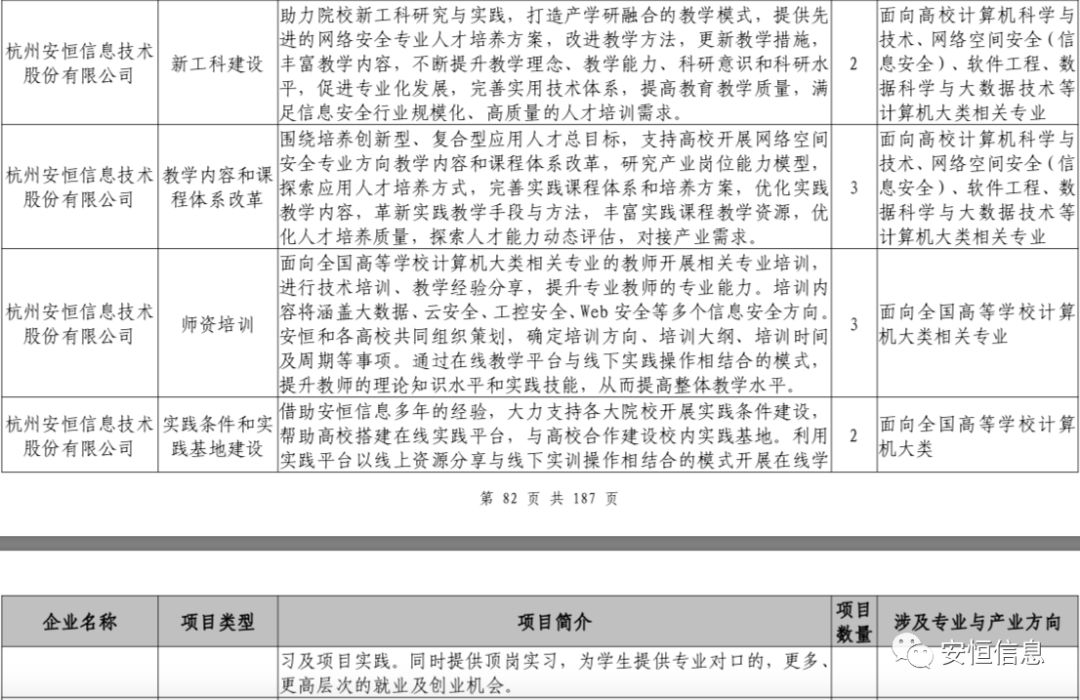 助力院校新工科研究与实践，打造产学研融合的教学模式，提供先
进的网络安全专业人才培养方案，改进教学方法，更新教学措施，
丰富教学内容，不断提升教学理念、教学能力、科研意识和科研水
平，促进专业化发展，完善实用技术体系，提高教育教学质量，满
足信息安全行业规模化、高质量的人才培训需求。
杭州安恒信息技术
股份有限公司
新工科建设
2
面向高校计算机科学与
技术、网络空间安全（信
息安全）、软件工程、数
据科学与大数据技术等
计算机大类相关专业
杭州安恒信息技术
股份有限公司
教学内容和课
程体系改革
围绕培养创新型、复合型应用人才总目标，支持高校开展网络空间
安全专业方向教学内容和课程体系改革，研究产业岗位能力模型，
探索应用人才培养方式，完善实践课程体系和培养方案，优化实践
教学内容，革新实践教学手段与方法，丰富实践课程教学资源，优
化人才培养质量，探索人才能力动态评估，对接产业需求。
3
面向高校计算机科学与
技术、网络空间安全（信
息安全）、软件工程、数
据科学与大数据技术等
计算机大类相关专业
杭州安恒信息技术
股份有限公司
师资培训
面向全国高等学校计算机大类相关专业的教师开展相关专业培训，
进行技术培训、教学经验分享，提升专业教师的专业能力。培训内
容将涵盖大数据、云安全、工控安全、Web 安全等多个信息安全方向。
安恒和各高校共同组织策划，确定培训方向、培训大纲、培训时间
及周期等事项。通过在线教学平台与线下实践操作相结合的模式，
提升教师的理论知识水平和实践技能，从而提高整体教学水平。
3
面向全国高等学校计算
机大类相关专业
杭州安恒信息技术
股份有限公司
实践条件和实
践基地建设
借助安恒信息多年的经验，大力支持各大院校开展实践条件建设，
帮助高校搭建在线实践平台，与高校合作建设校内实践基地。利用
实践平台以线上资源分享与线下实训操作相结合的模式开展在线学
2
面向全国高等学校计算
机大类
第 82 页 共 187 页
企业名称
项目类型
项目简介
项目
数量
涉及专业与产业方向
习及项目实践。同时提供顶岗实习，为学生提供专业对口的，更多、
更高层次的就业及创业机会。
安恒信息